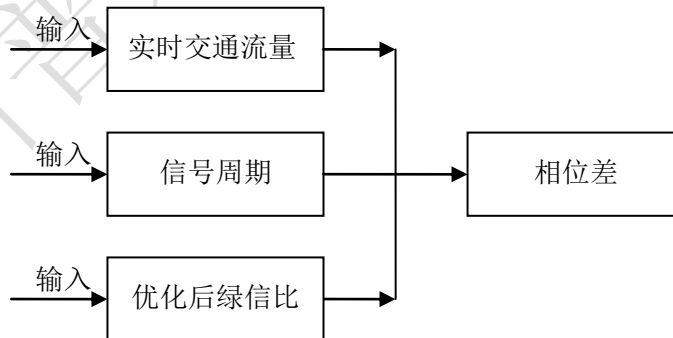 输入
实时交通流量
输入
信号周期
相位差
输入
优化后绿信比